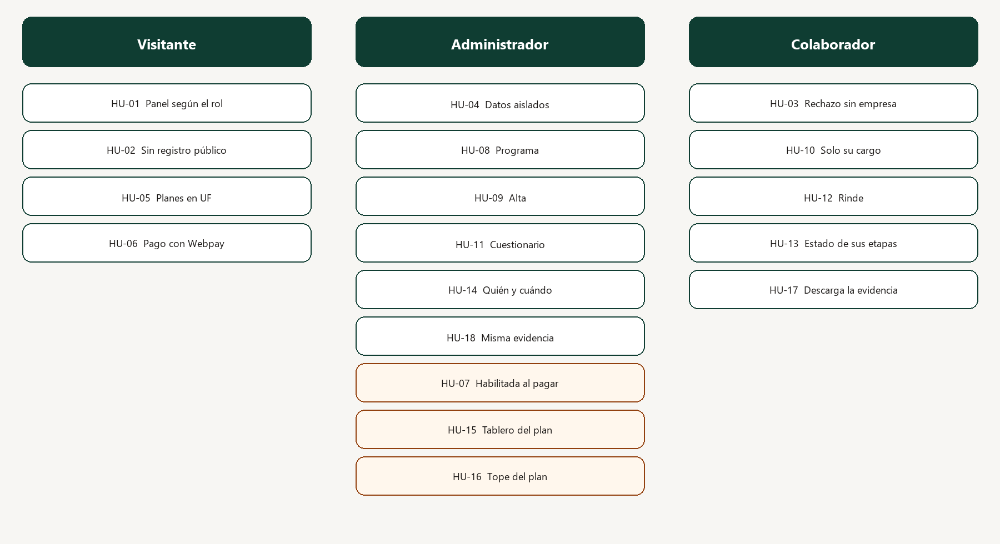 Visitante
HU-01 Panel según el rol
HU-02 Sin registro público
HU-05 Planes en UF
HU-06 Pago con Webpay
Administrador
HU-04 Datos aislados
HU-08 Programa
HU-09 Alta
HU-11 Cuestionario
HU-14 Quién y cuándo
HU-18 Misma evidencia
HU-07 Habilitada al pagar
HU-15 Tablero del plan
HU-16 Tope del plan
Colaborador
HU-03 Rechazo sin empresa
HU-10 Solo su cargo
HU-12 Rinde
HU-13 Estado de sus etapas
HU-17 Descarga la evidencia